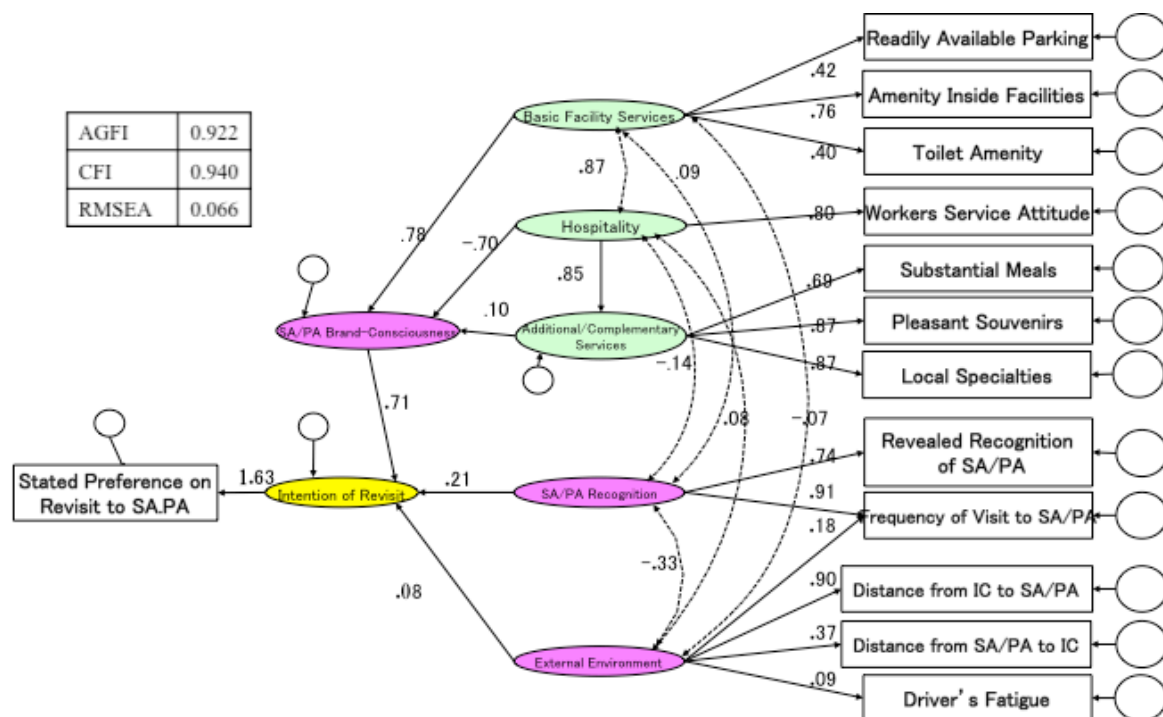 Readily Available Parking
.42
Amenity Inside Facilities
.76
Basic Facility Services
AGFI 0.922
CFI 0.940
RMSEA 0.066
Toilet Amenity
.40
.87
.09
Workers Service Attitude
.80
Hospitality
.78
-.70
.85
Substantial Meals
.69
.10
SA/PA Brand-Consciousness
Additional/Complementary
Services
Pleasant Souvenirs
.87
-.14
Local Specialties
.87
.71
.08
-.07
Revealed Recognition
of SA/PA
.74
Stated Preference on
Revisit to SA.PA
1.63
Intention of Revisit
.21
SA/PA Recognition
.91
Frequency of Visit to SA/PA
.18
-.33
.90
Distance from IC to SA/PA
.08
.37
Distance from SA/PA to IC
External Environment
.09
Driver's Fatigue